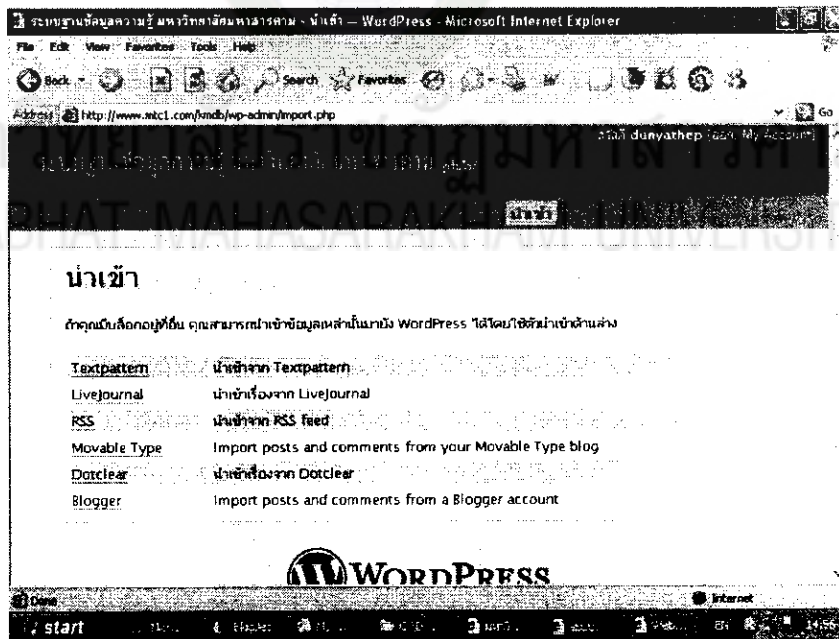 ระบบฐานข้อมูลความรู้ มหาวิทยาลัยมหาสารคาม - นำเข้า — WordPress - Microsoft Internet Explorer
File Edit View Favorites Tools Help
Back Search Favorites
Address http://www.mtc1.com/kmdb/wp-admin/import.php Go
สวัสดี dunyathep My Account
MAHASARAKHAM
นำเข้า
นำเข้า
ถ้าคุณมีบล็อกอยู่ที่อื่น คุณสามารถนำเข้าข้อมูลเหล่านั้นมายัง WordPress ได้โดยใช้ตัวนำเข้าด้านล่าง
Textpattern นำเข้าจาก Textpattern
LiveJournal นำเข้าเรื่องจาก LiveJournal
RSS นำเข้าจาก RSS feed
Movable Type Import posts and comments from your Movable Type blog
Dotclear นำเข้าเรื่องจาก Dotclear
Blogger Import posts and comments from a Blogger account
WORDPRESS
Done Internet
start